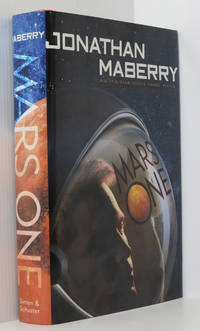 MABERRY
MARS ONE
Simon &
Schuster
JONATHAN
MABERRY
MARS
ONE